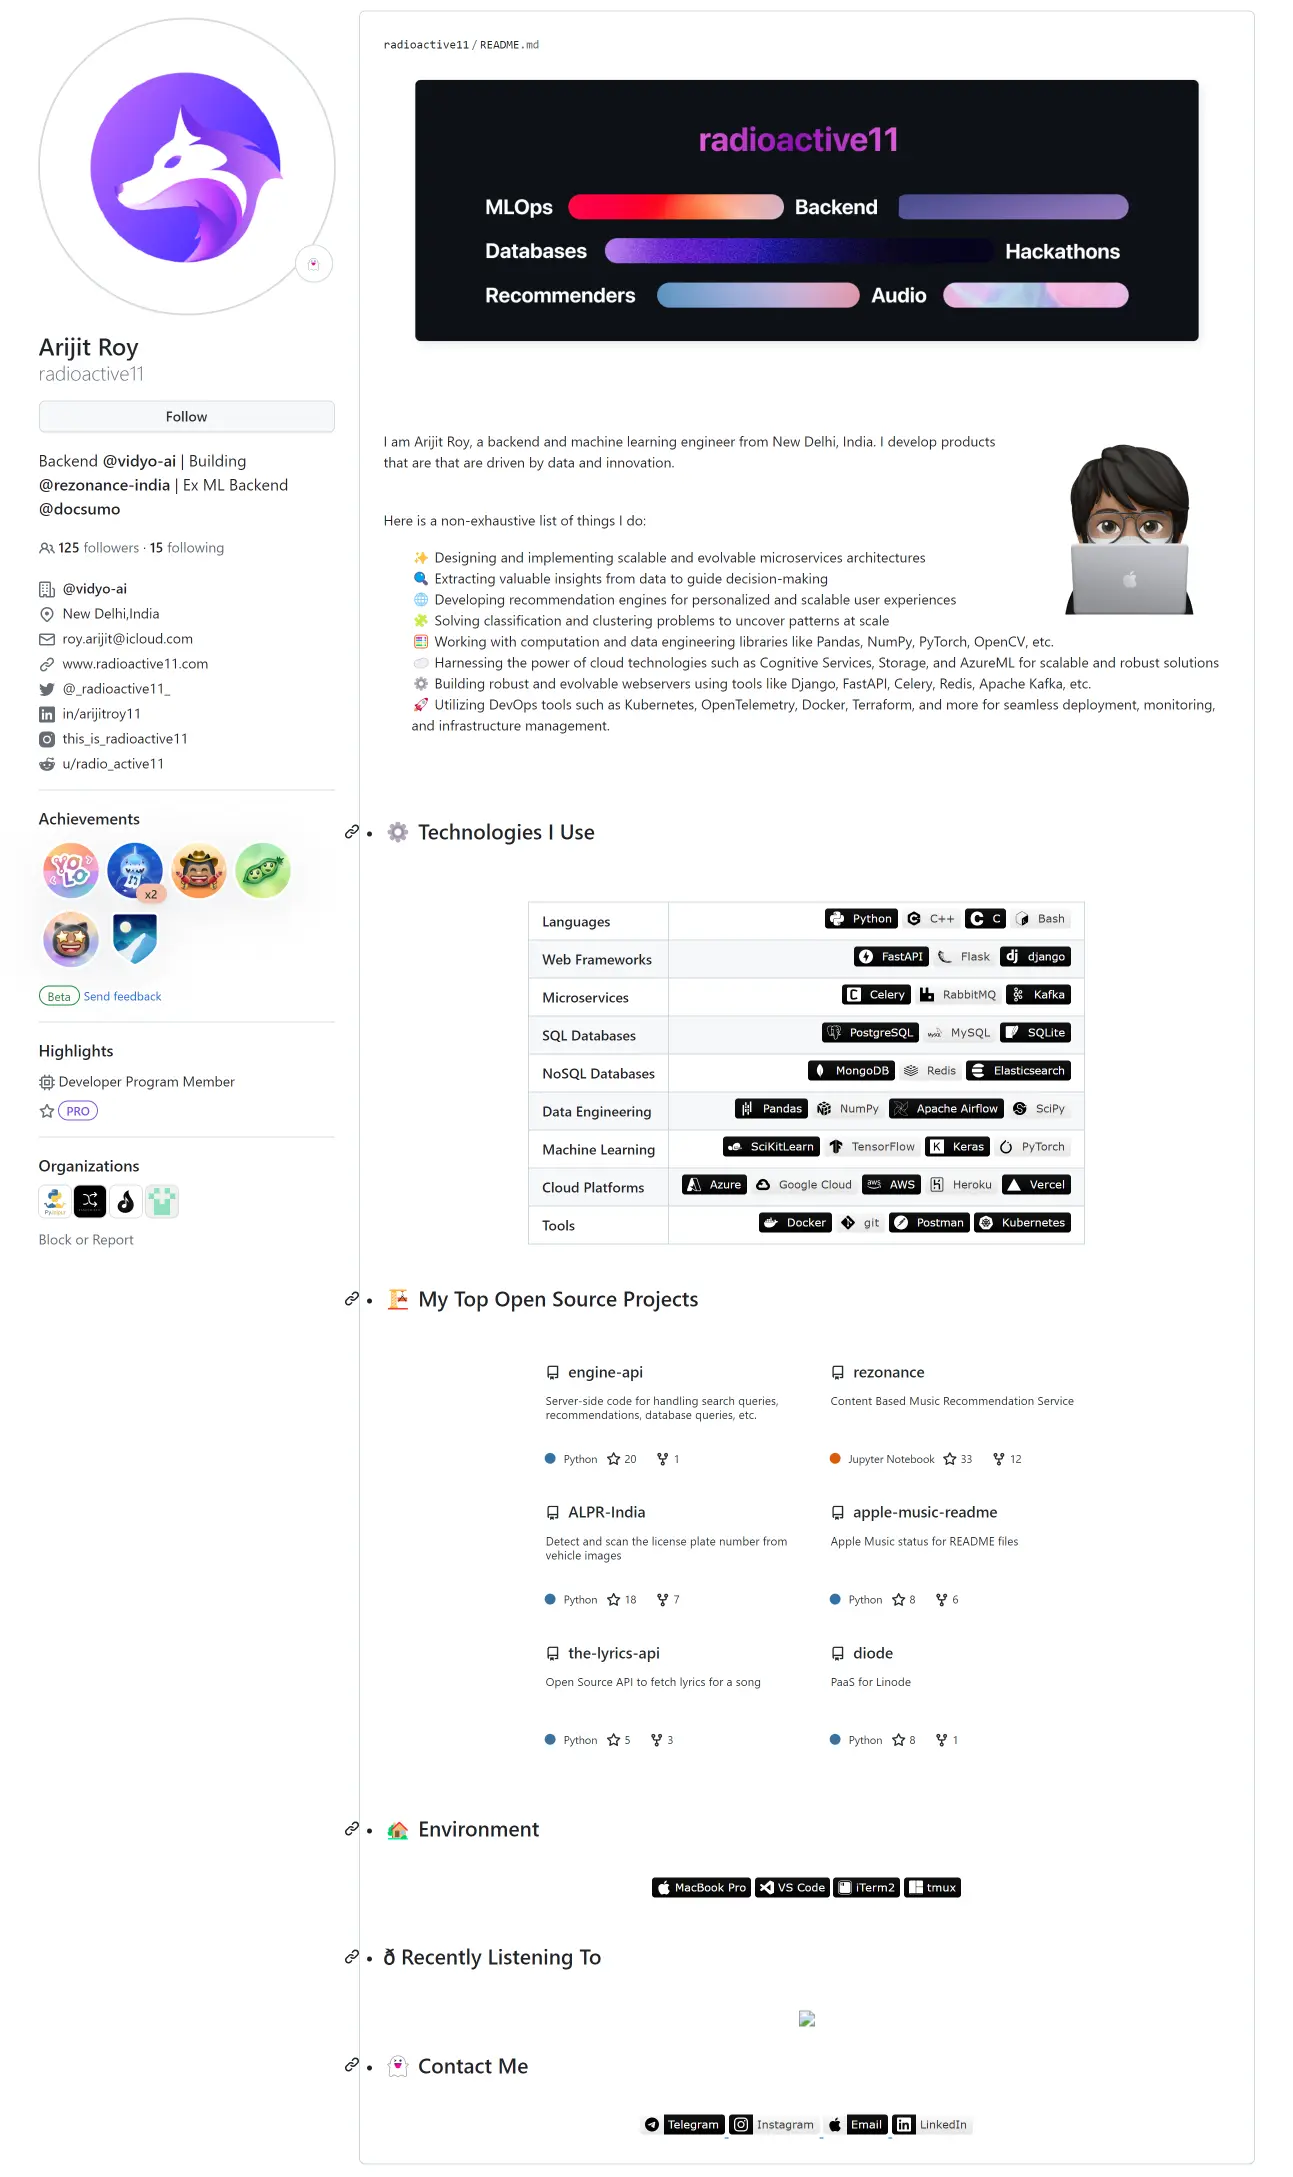 radioactive11/README.md
radioactive11
MLOps Backend
Databases Hackathons
Recommenders Audio
Arijit Roy
radioactive11
Follow
Backend @vidyo-ai | Building
@rezonance-india | Ex ML Backend
@docsumo
125 followers · 15 following
@vidyo-ai
New Delhi,India
roy.arijit@icloud.com
www.radioactive11.com
@_radioactive11_
in/arijitroy11
this_is_radioactive11
u/radio_active11
Achievements
YOLO
x2
Beta Send feedback
Highlights
Developer Program Member
PRO
Organizations
Block or Report
I am Arijit Roy, a backend and machine learning engineer from New Delhi, India. I develop products
that are that are driven by data and innovation.
Here is a non-exhaustive list of things I do:
✨ Designing and implementing scalable and evolvable microservices architectures
🔍 Extracting valuable insights from data to guide decision-making
🌐 Developing recommendation engines for personalized and scalable user experiences
🧩 Solving classification and clustering problems to uncover patterns at scale
🧮 Working with computation and data engineering libraries like Pandas, NumPy, PyTorch, OpenCV, etc.
☁️ Harnessing the power of cloud technologies such as Cognitive Services, Storage, and AzureML for scalable and robust solutions
⚙️ Building robust and evolvable webservers using tools like Django, FastAPI, Celery, Redis, Apache Kafka, etc.
🚀 Utilizing DevOps tools such as Kubernetes, OpenTelemetry, Docker, Terraform, and more for seamless deployment, monitoring,
and infrastructure management.
• ⚙️ Technologies I Use
Languages Python C++ C Bash
Web Frameworks FastAPI Flask django
Microservices Celery RabbitMQ Kafka
SQL Databases PostgreSQL MySQL SQLite
NoSQL Databases MongoDB Redis Elasticsearch
Data Engineering Pandas NumPy Apache Airflow SciPy
Machine Learning SciKitLearn TensorFlow Keras PyTorch
Cloud Platforms Azure Google Cloud AWS Heroku Vercel
Tools Docker git Postman Kubernetes
• 🏗️ My Top Open Source Projects
engine-api
Server-side code for handling search queries,
recommendations, database queries, etc.
Python 20 1
rezonance
Content Based Music Recommendation Service
Jupyter Notebook 33 12
ALPR-India
Detect and scan the license plate number from
vehicle images
Python 18 7
apple-music-readme
Apple Music status for README files
Python 8 6
the-lyrics-api
Open Source API to fetch lyrics for a song
Python 5 3
diode
PaaS for Linode
Python 8 1
• 🏡 Environment
MacBook Pro VS Code iTerm2 tmux
• ð Recently Listening To
• 👻 Contact Me
Telegram Instagram Email LinkedIn